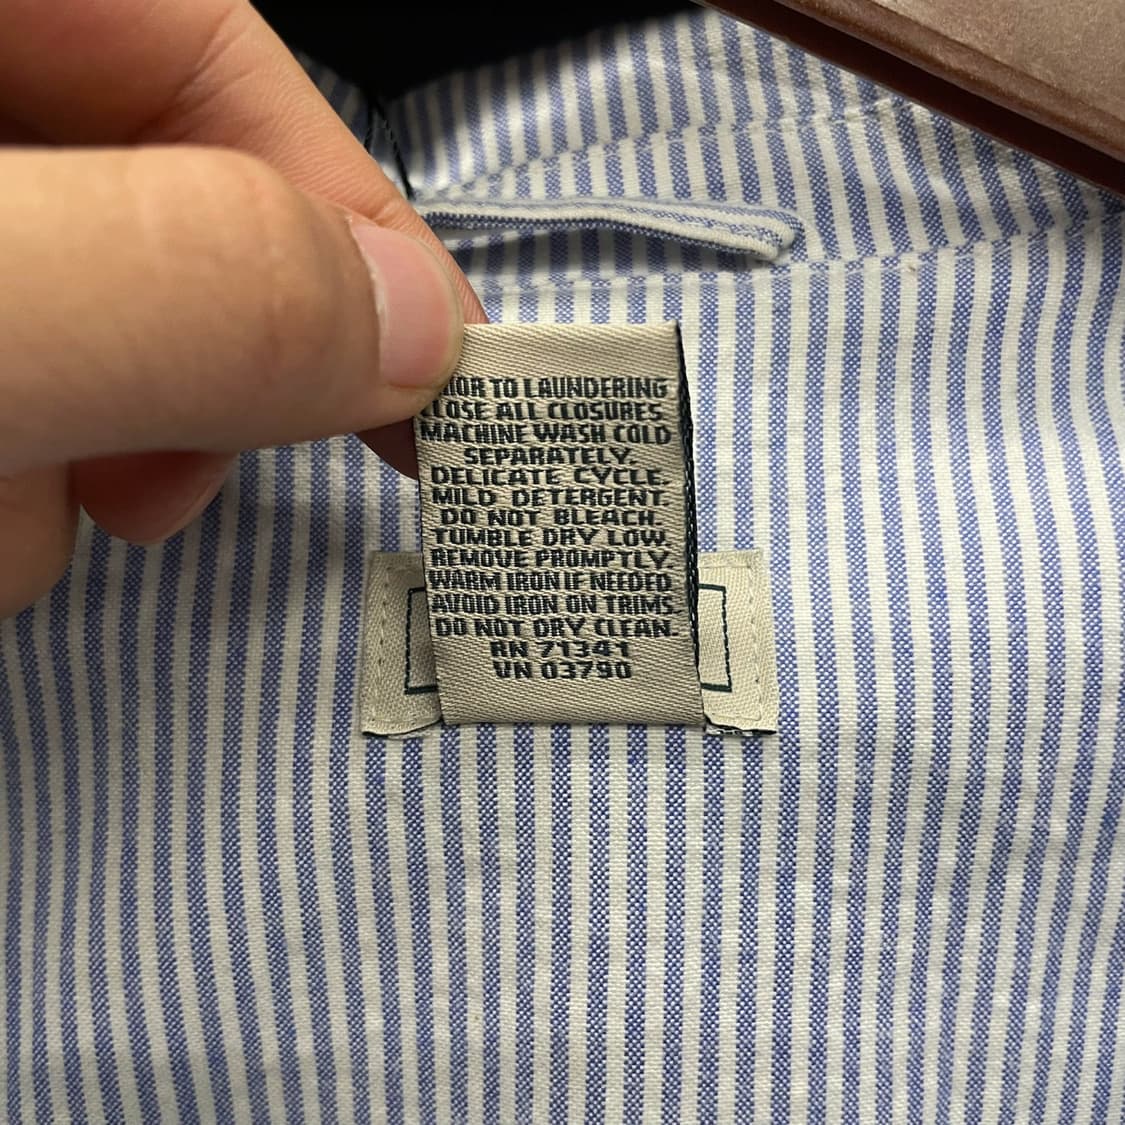 TO LAUNDERING
CLOSE ALL CLOSURES.
MACHINE WASH COLD
SEPARATELY.
DELICATE CYCLE.
MILD DETERGENT.
DO NOT BLEACH.
TUMBLE DRY LOW.
REMOVE PROMPTLY.
WARM IRON IF NEEDED.
AVOID IRON ON TRIMS.
DO NOT DRY CLEAN.
RN 71341
VN 03790